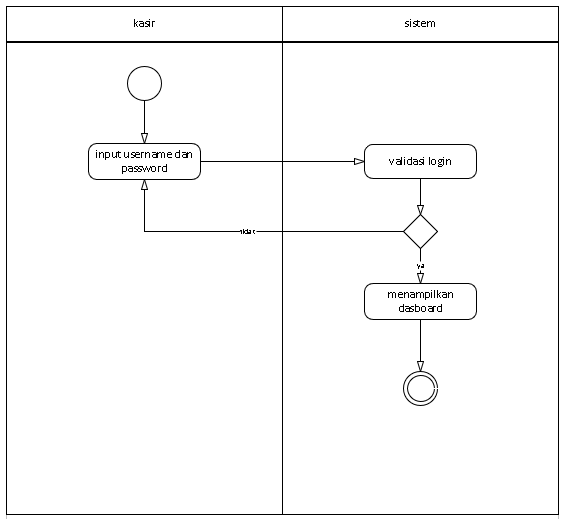 kasir
sistem
input username dan
password
validasi login
tidak
ya
menampilkan
dasboard